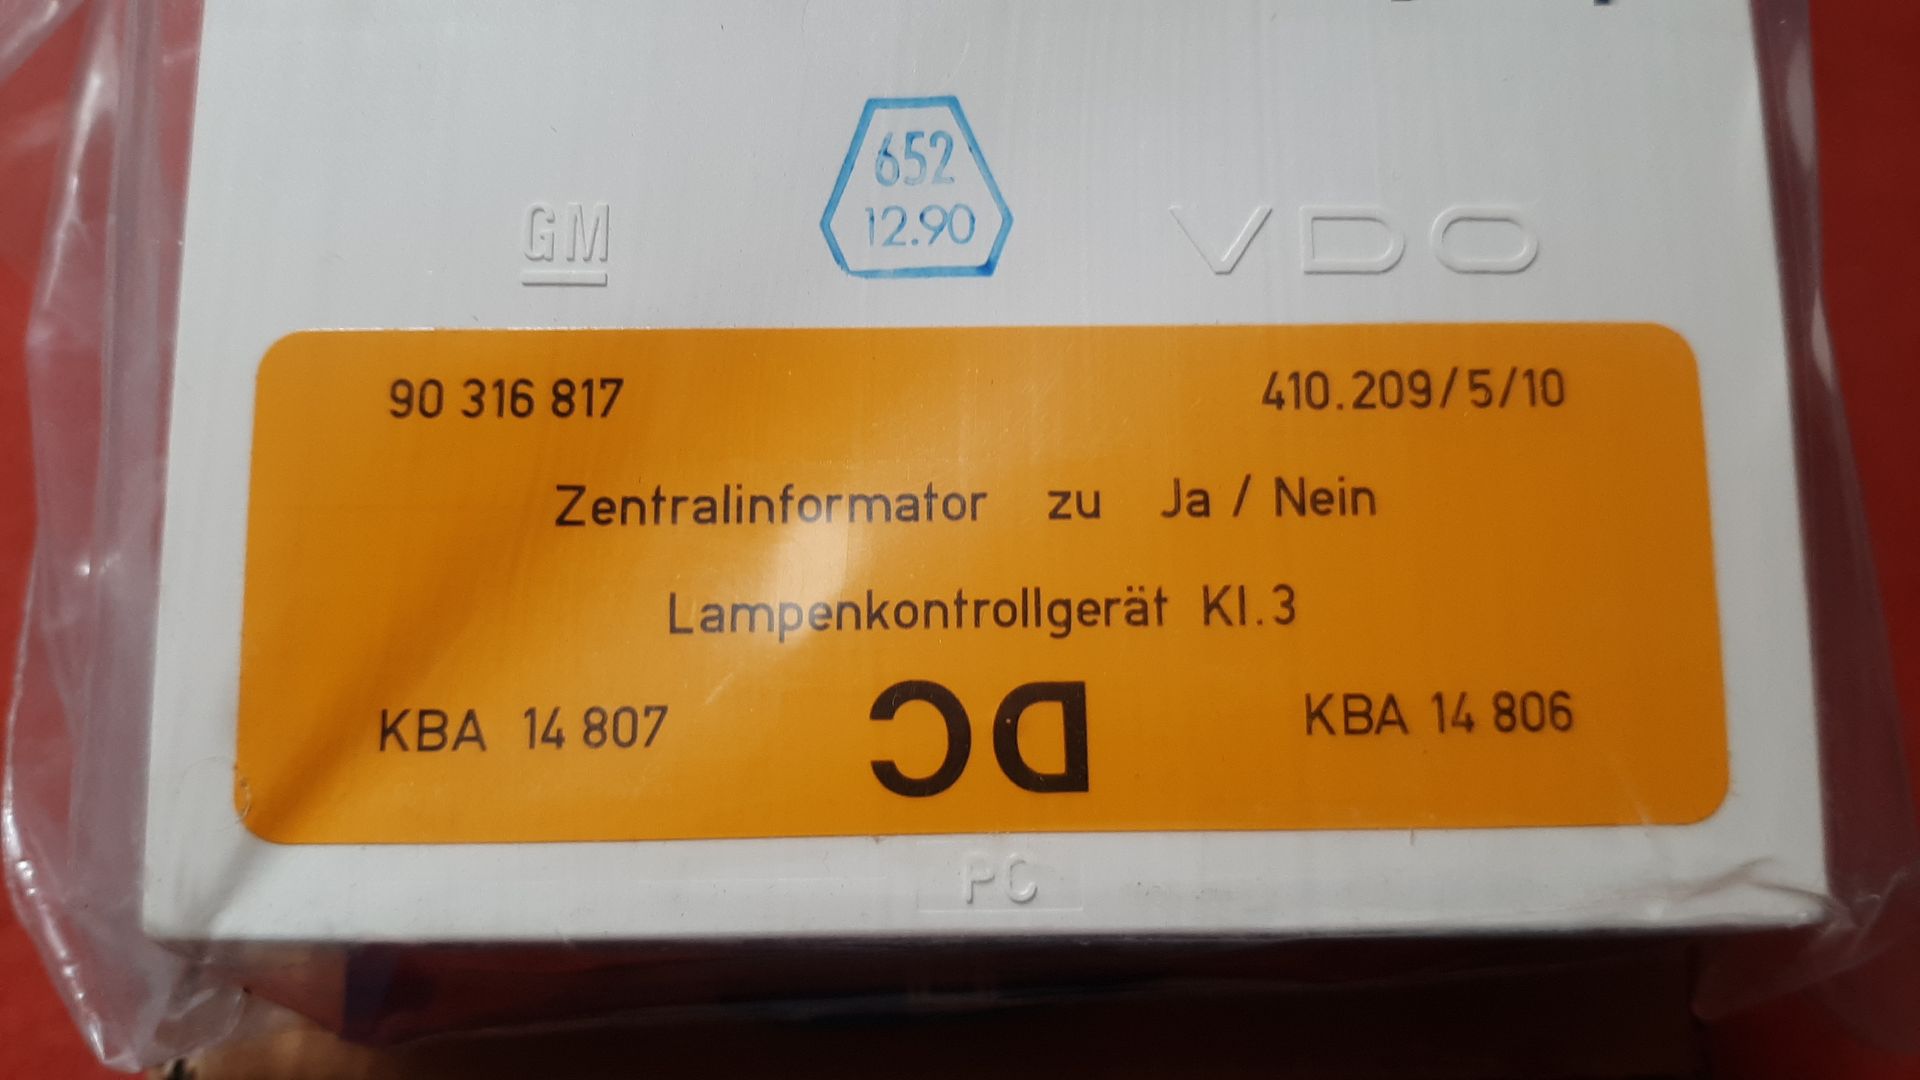 652
12.90
GM
VDO
90 316 817 410.209/5/10
Zentralinformator zu Ja / Nein
Lampenkontrollgerät Kl.3
KBA 14 807 DC KBA 14 806
PC